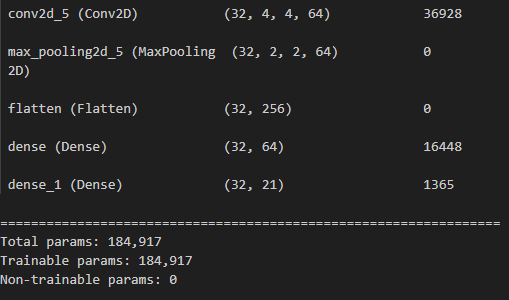 conv2d_5 (Conv2D) (32, 4, 4, 64) 36928
max_pooling2d_5 (MaxPooling (32, 2, 2, 64) 0
2D)
flatten (Flatten) (32, 256) 0
dense (Dense) (32, 64) 16448
dense_1 (Dense) (32, 21) 1365
=================================================================
Total params: 184,917
Trainable params: 184,917
Non-trainable params: 0